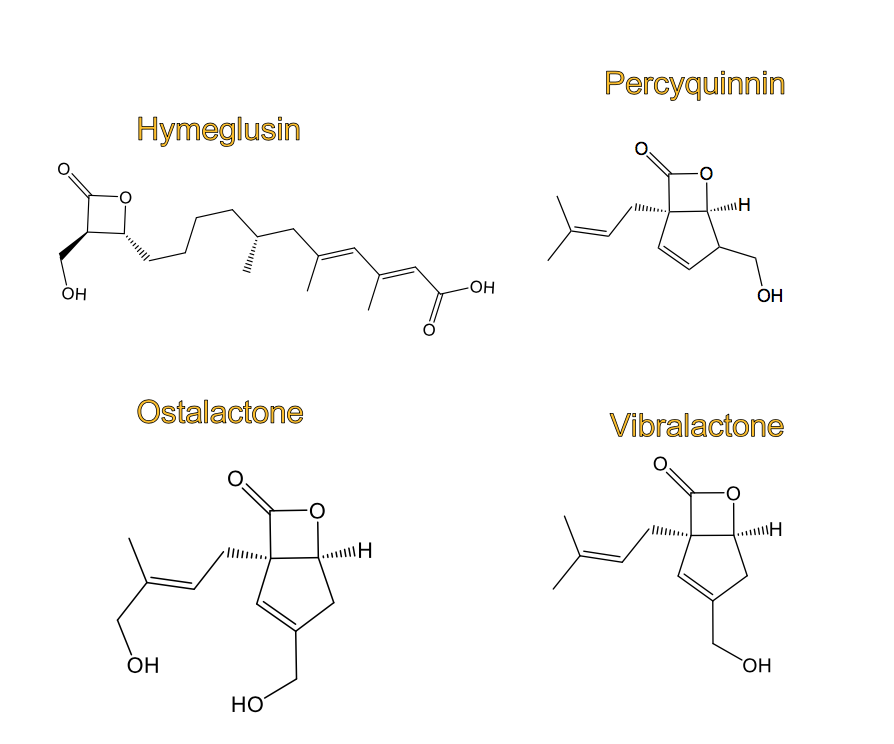 Percyquinnin
Hymeglusin
O
O
OH
OH
O
O
O
H
OH
Ostalactone
Vibralactone
O
O
H
OH
HO
O
O
H
OH